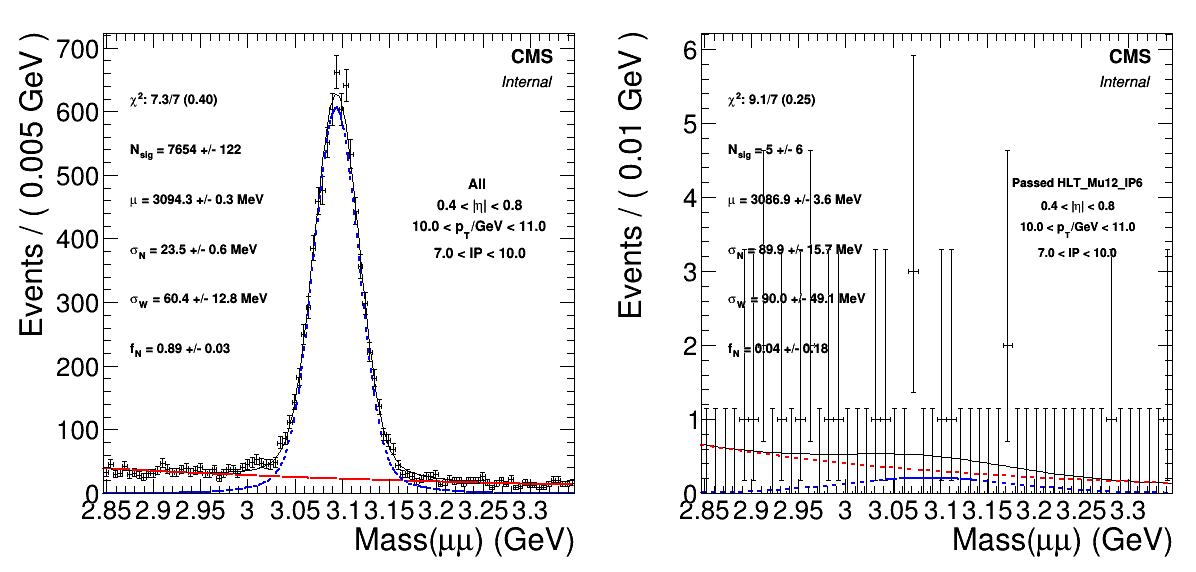 CMS
Internal
χ²: 7.3/7 (0.40)
N_sig = 7654 +/- 122
μ = 3094.3 +/- 0.3 MeV
σ_N = 23.5 +/- 0.6 MeV
σ_W = 60.4 +/- 12.8 MeV
f_N = 0.89 +/- 0.03
All
0.4 < |η| < 0.8
10.0 < p_T/GeV < 11.0
7.0 < IP < 10.0
Events / ( 0.005 GeV )
700
600
500
400
300
200
100
0
2.85 2.9 2.95 3 3.05 3.1 3.15 3.2 3.25 3.3
Mass(μμ) (GeV)
CMS
Internal
χ²: 9.1/7 (0.25)
N_sig = -5 +/- 6
μ = 3086.9 +/- 3.6 MeV
σ_N = 89.9 +/- 15.7 MeV
σ_W = 90.0 +/- 49.1 MeV
f_N = 0.04 +/- 0.18
Passed HLT_Mu12_IP6
0.4 < |η| < 0.8
10.0 < p_T/GeV < 11.0
7.0 < IP < 10.0
Events / ( 0.01 GeV )
6
5
4
3
2
1
0
2.85 2.9 2.95 3 3.05 3.1 3.15 3.2 3.25 3.3
Mass(μμ) (GeV)